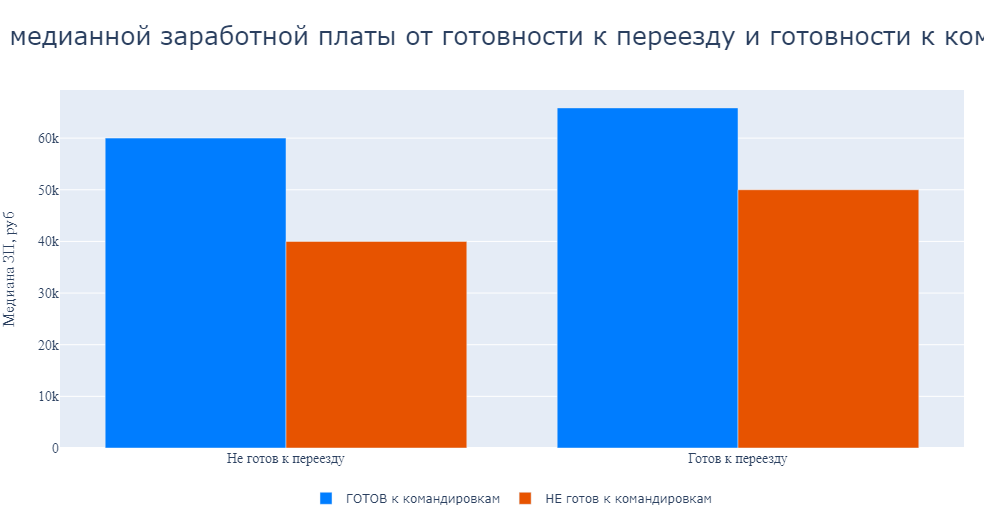 медианной заработной платы от готовности к переезду и готовности к ком
60k
50k
40k
30k
20k
10k
0
Медиана ЗП, руб
Не готов к переезду
Готов к переезду
ГОТОВ к командировкам
НЕ готов к командировкам